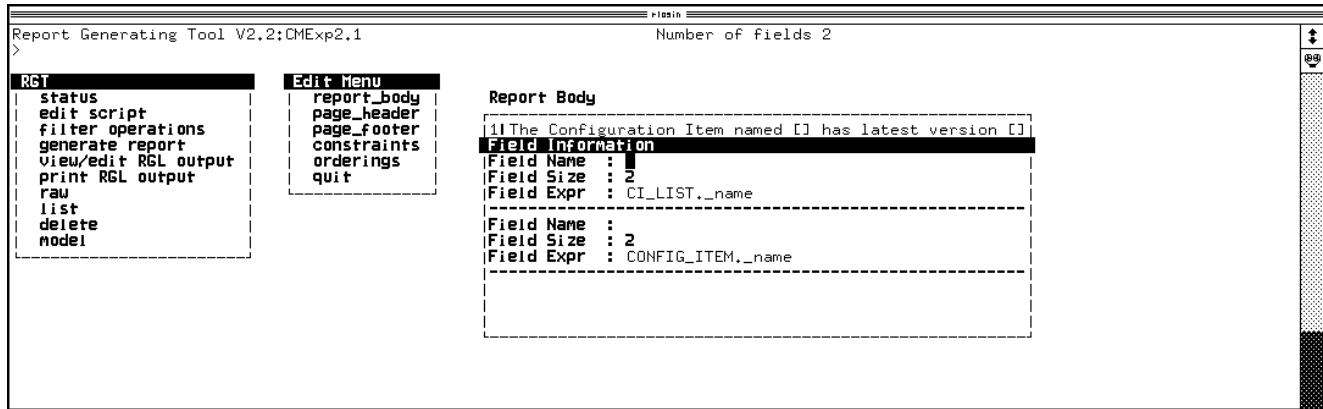 rlogin
Report Generating Tool V2.2:CMExp2.1 Number of fields 2
>
RGT
status
edit script
filter operations
generate report
view/edit RGL output
print RGL output
raw
list
delete
model
Edit Menu
report_body
page_header
page_footer
constraints
orderings
quit
Report Body
1|The Configuration Item named [] has latest version []
Field Information
Field Name :
Field Size : 2
Field Expr : CI_LIST._name
Field Name :
Field Size : 2
Field Expr : CONFIG_ITEM._name